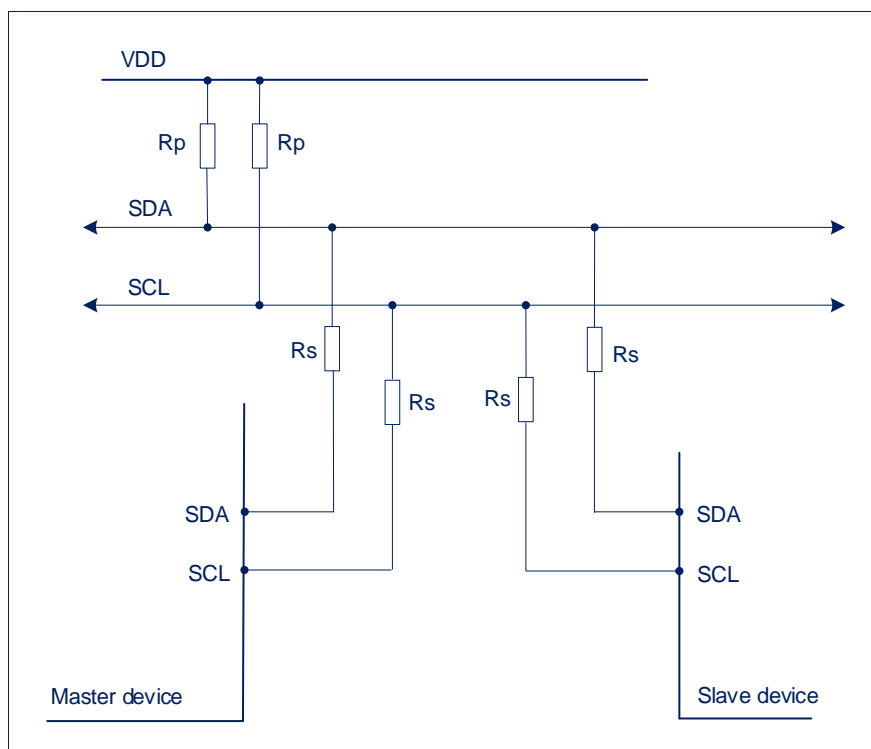 VDD
Rp
Rp
SDA
SCL
Rs
Rs
Rs
Rs
SDA
SDA
SCL
SCL
Master device
Slave device